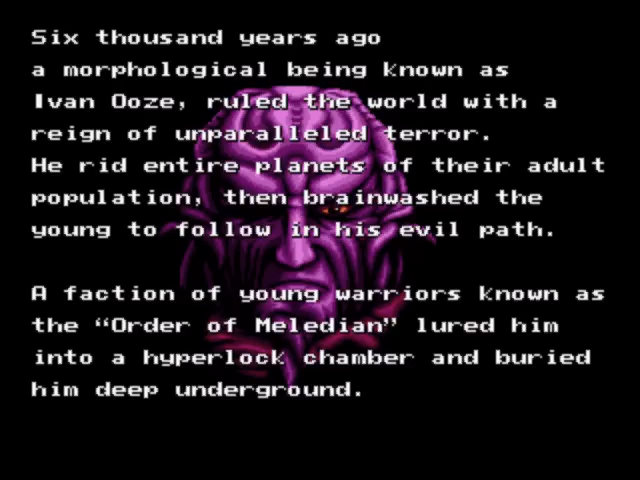 Six thousand years ago
a morphological being known as
Ivan Ooze, ruled the world with a
reign of unparalleled terror.
He rid entire planets of their adult
population, then brainwashed the
young to follow in his evil path.
A faction of young warriors known as
the “Order of Meledian” lured him
into a hyperlock chamber and buried
him deep underground.